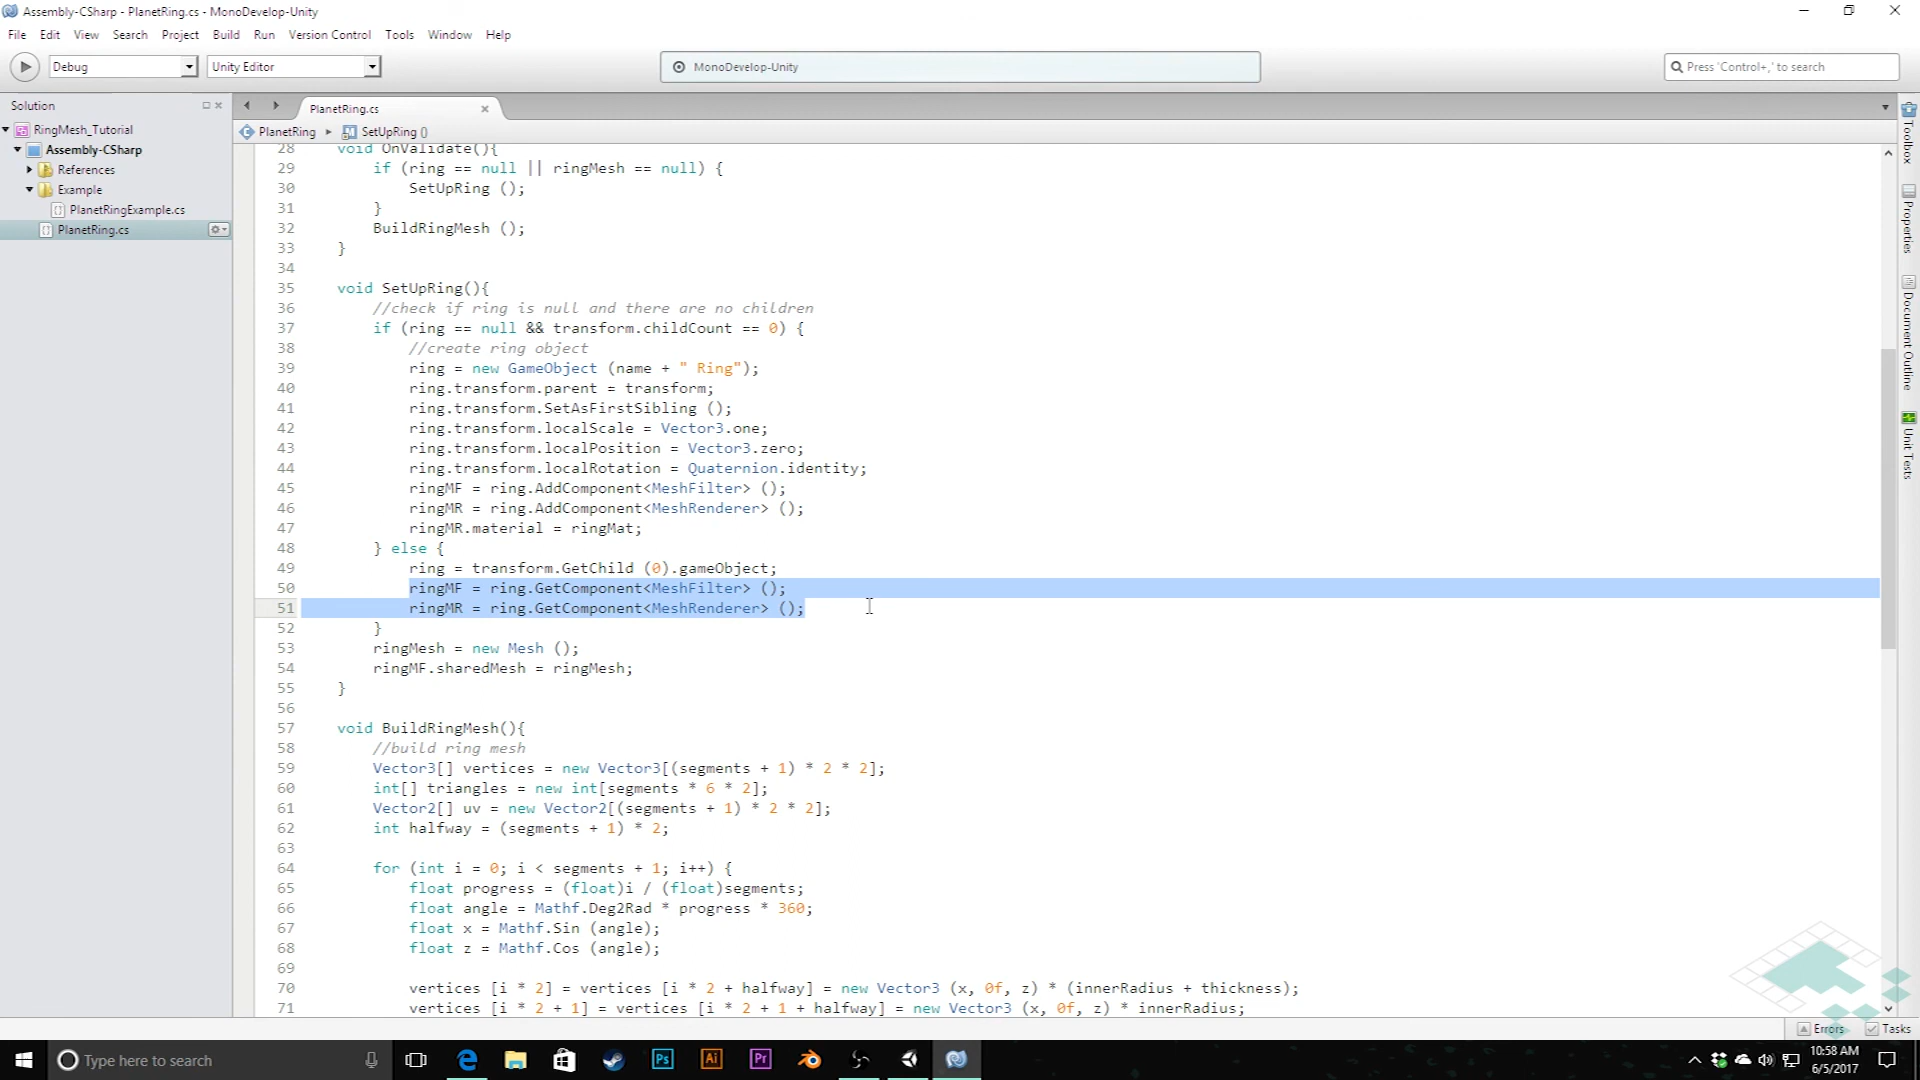 Assembly-CSharp - PlanetRing.cs - MonoDevelop-Unity
File Edit View Search Project Build Run Version Control Tools Window Help
Debug Unity Editor MonoDevelop-Unity Press 'Control+,' to search
Solution
RingMesh_Tutorial
Assembly-CSharp
References
Example
PlanetRingExample.cs
PlanetRing.cs
PlanetRing.cs
PlanetRing SetUpRing ()
28 void OnValidate(){
29 if (ring == null || ringMesh == null) {
30 SetUpRing ();
31 }
32 BuildRingMesh ();
33 }
34
35 void SetUpRing(){
36 //check if ring is null and there are no children
37 if (ring == null && transform.childCount == 0) {
38 //create ring object
39 ring = new GameObject (name + " Ring");
40 ring.transform.parent = transform;
41 ring.transform.SetAsFirstSibling ();
42 ring.transform.localScale = Vector3.one;
43 ring.transform.localPosition = Vector3.zero;
44 ring.transform.localRotation = Quaternion.identity;
45 ringMF = ring.AddComponent<MeshFilter> ();
46 ringMR = ring.AddComponent<MeshRenderer> ();
47 ringMR.material = ringMat;
48 } else {
49 ring = transform.GetChild (0).gameObject;
50 ringMF = ring.GetComponent<MeshFilter> ();
51 ringMR = ring.GetComponent<MeshRenderer> ();
52 }
53 ringMesh = new Mesh ();
54 ringMF.sharedMesh = ringMesh;
55 }
56
57 void BuildRingMesh(){
58 //build ring mesh
59 Vector3[] vertices = new Vector3[(segments + 1) * 2 * 2];
60 int[] triangles = new int[segments * 6 * 2];
61 Vector2[] uv = new Vector2[(segments + 1) * 2 * 2];
62 int halfway = (segments + 1) * 2;
63
64 for (int i = 0; i < segments + 1; i++) {
65 float progress = (float)i / (float)segments;
66 float angle = Mathf.Deg2Rad * progress * 360;
67 float x = Mathf.Sin (angle);
68 float z = Mathf.Cos (angle);
69
70 vertices [i * 2] = vertices [i * 2 + halfway] = new Vector3 (x, 0f, z) * (innerRadius + thickness);
71 vertices [i * 2 + 1] = vertices [i * 2 + 1 + halfway] = new Vector3 (x, 0f, z) * innerRadius;
Toolbox
Properties
Document Outline
Unit Tests
Errors Tasks
Type here to search
Ps
Ai
Pr
10:58 AM
6/5/2017